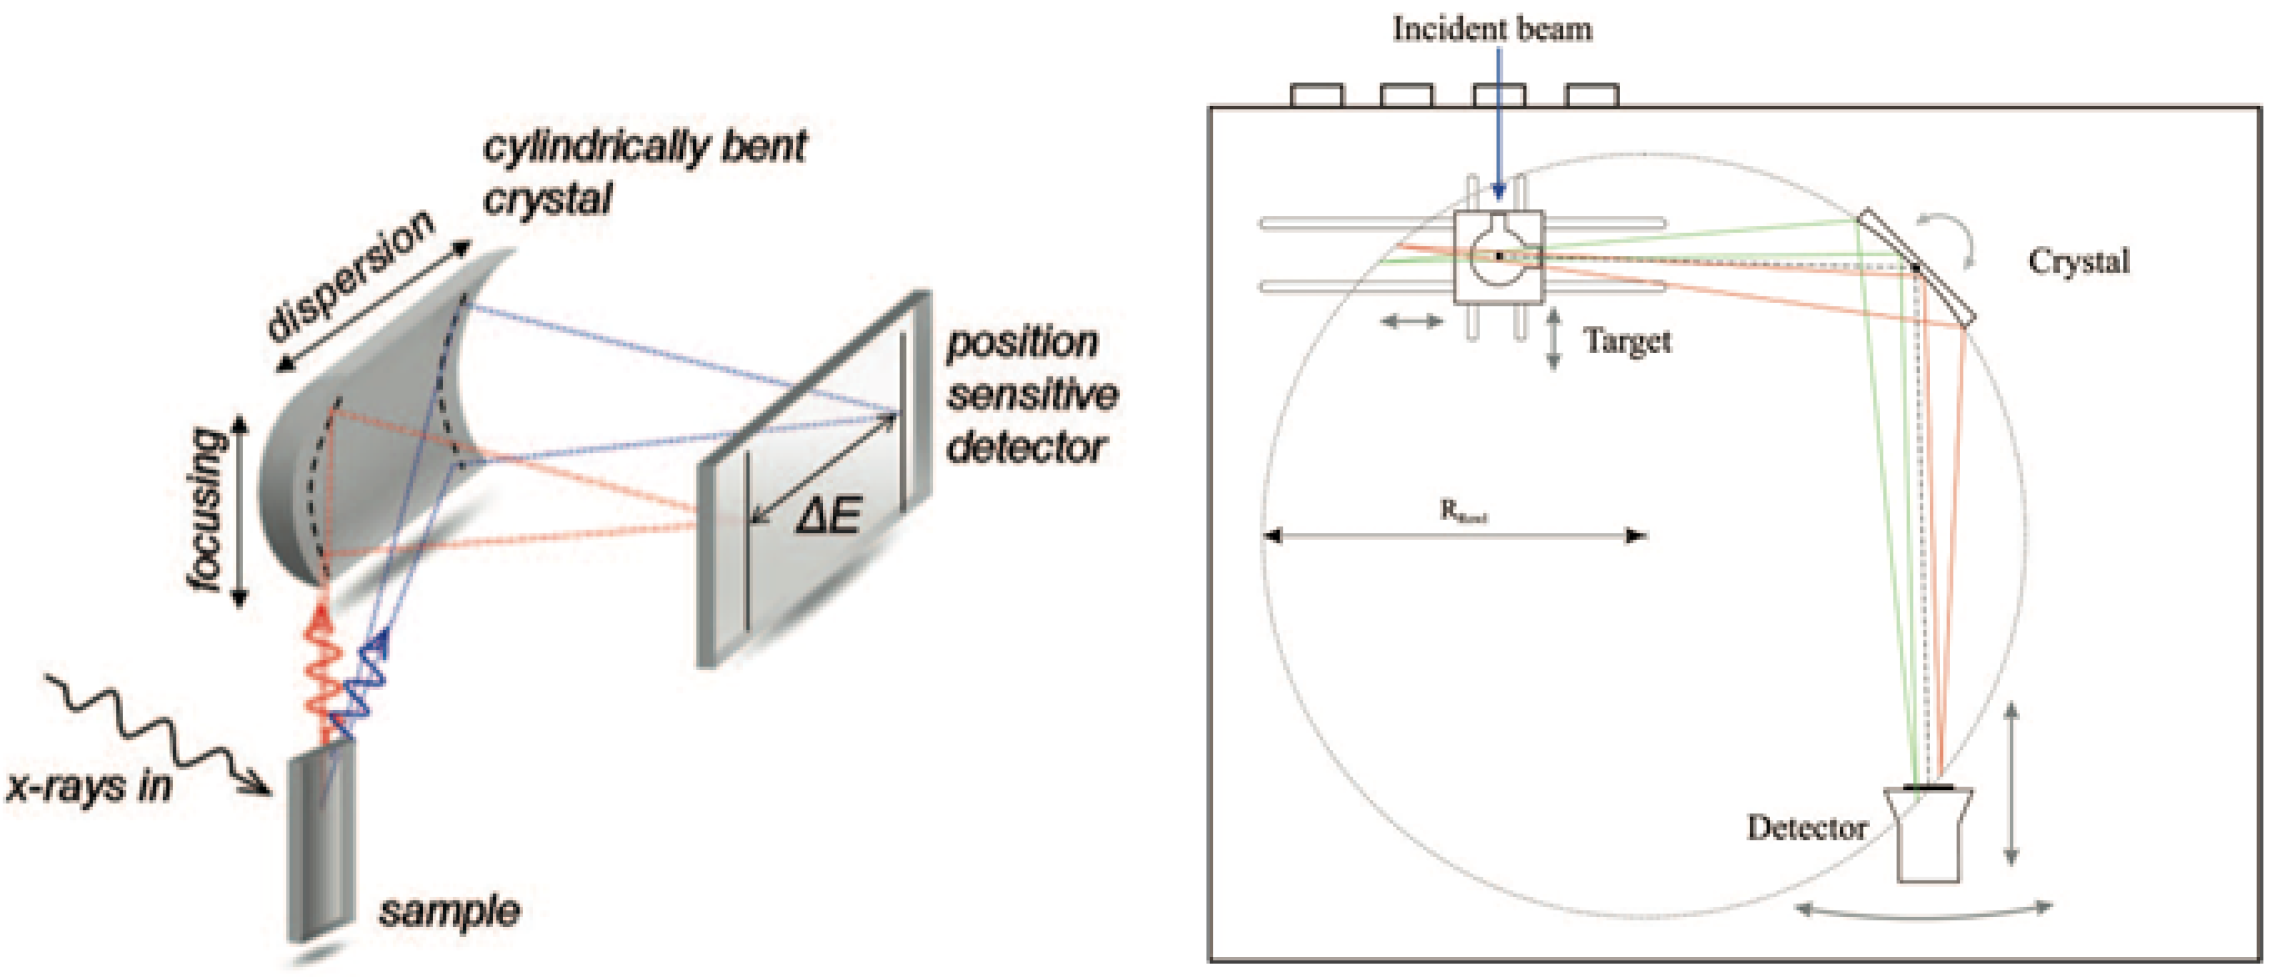 cylindrically bent
crystal
dispersion
focusing
position
sensitive
detector
ΔE
x-rays in
sample
Incident beam
Crystal
Target
R
Detector